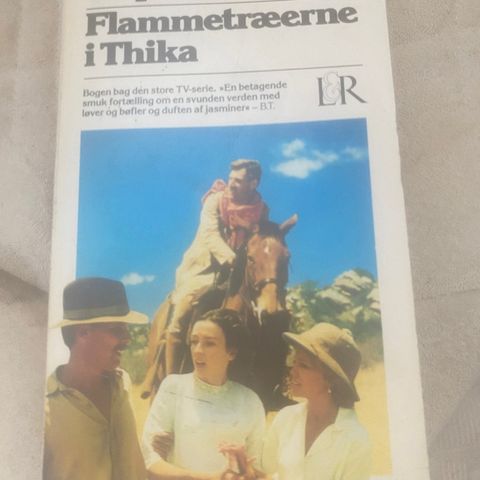 Flammetræerne
i Thika
Bogen bag den store TV-serie. »En betagende
smuk fortælling om en svunden verden med
løver og bøfler og duften af jasminer« – B.T.
L&R